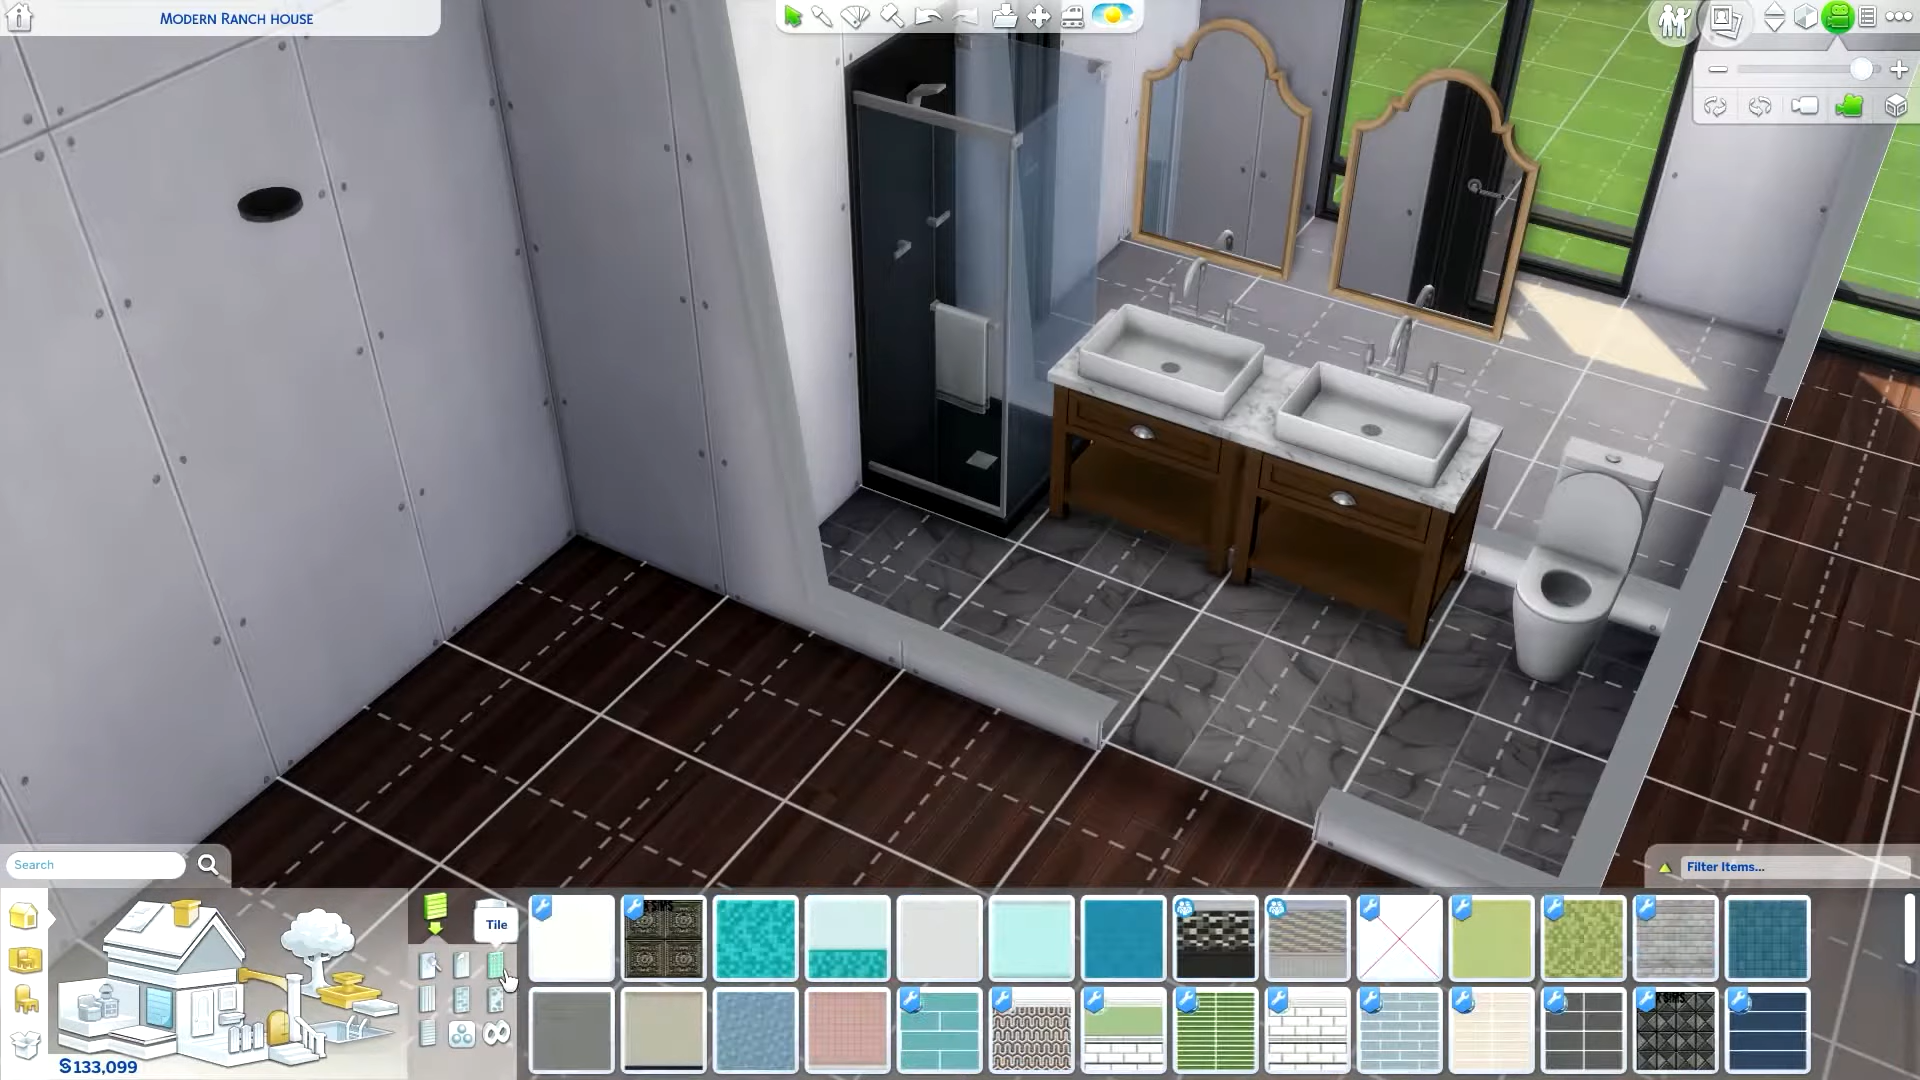 MODERN RANCH HOUSE
Search
Filter Items...
Tile
§133,099